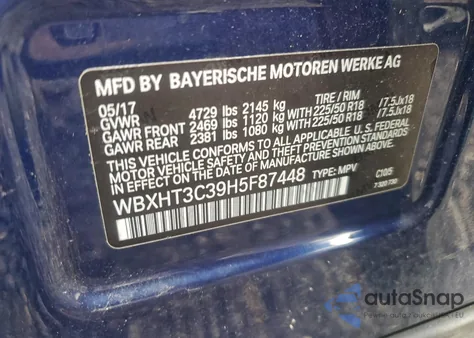 MFD BY BAYERISCHE MOTOREN WERKE AG
05/17 TIRE / RIM
GVWR 4729 lbs 2145 kg
GAWR FRONT 2469 lbs 1120 kg WITH 225/50 R18 / 7.5Jx18
GAWR REAR 2381 lbs 1080 kg WITH 225/50 R18 / 7.5Jx18
THIS VEHICLE CONFORMS TO ALL APPLICABLE U.S. FEDERAL
MOTOR VEHICLE SAFETY AND THEFT PREVENTION STANDARDS
IN EFFECT ON THE DATE OF MANUFACTURE SHOWN ABOVE.
WBXHT3C39H5F87448 TYPE: MPV
C10/5
autaSnap